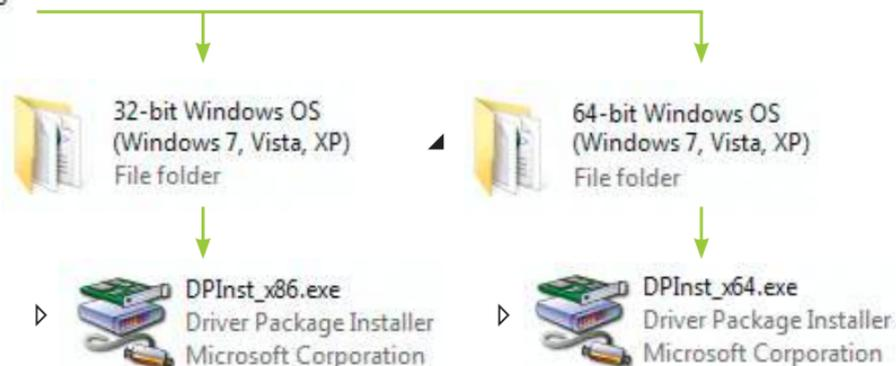 32-bit Windows OS
(Windows 7, Vista, XP)
File folder
64-bit Windows OS
(Windows 7, Vista, XP)
File folder
DPInst_x86.exe
Driver Package Installer
Microsoft Corporation
DPInst_x64.exe
Driver Package Installer
Microsoft Corporation